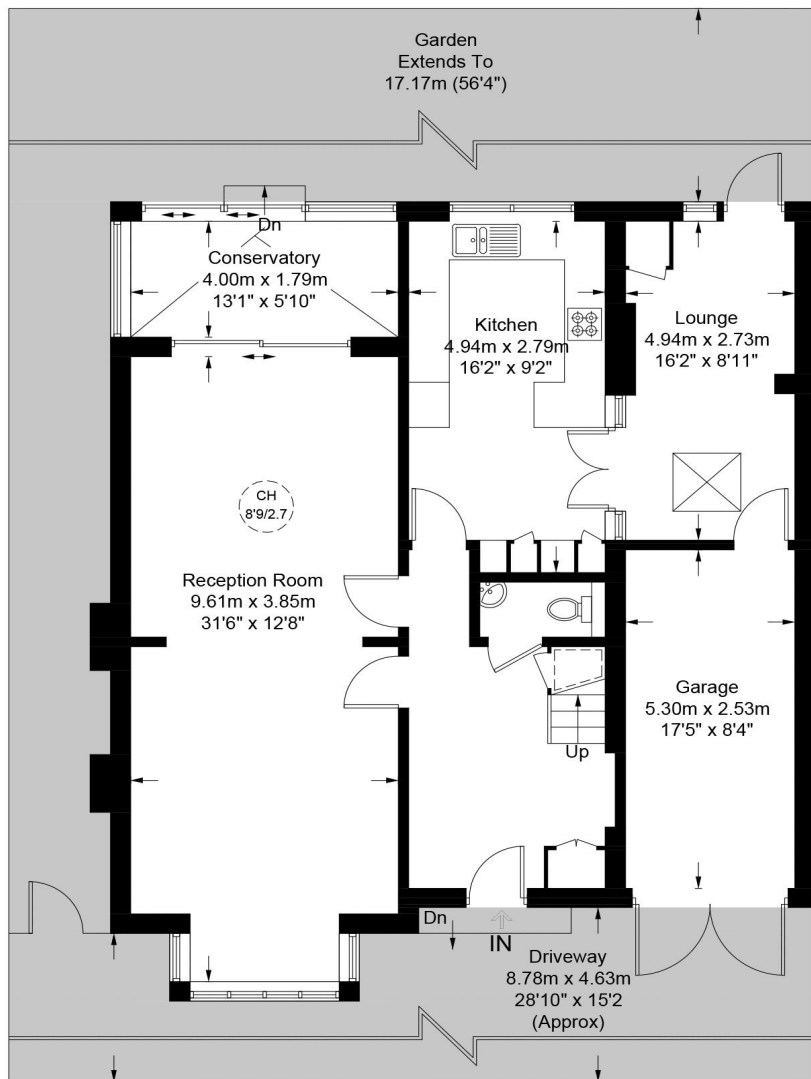 Garden
Extends To
17.17m (56'4")
Dn
Conservatory
4.00m x 1.79m
13'1" x 5'10"
Kitchen
4.94m x 2.79m
16'2" x 9'2"
Lounge
4.94m x 2.73m
16'2" x 8'11"
CH
8'9/2.7
Reception Room
9.61m x 3.85m
31'6" x 12'8"
Garage
5.30m x 2.53m
17'5" x 8'4"
Up
Dn
IN
Driveway
8.78m x 4.63m
28'10" x 15'2
(Approx)